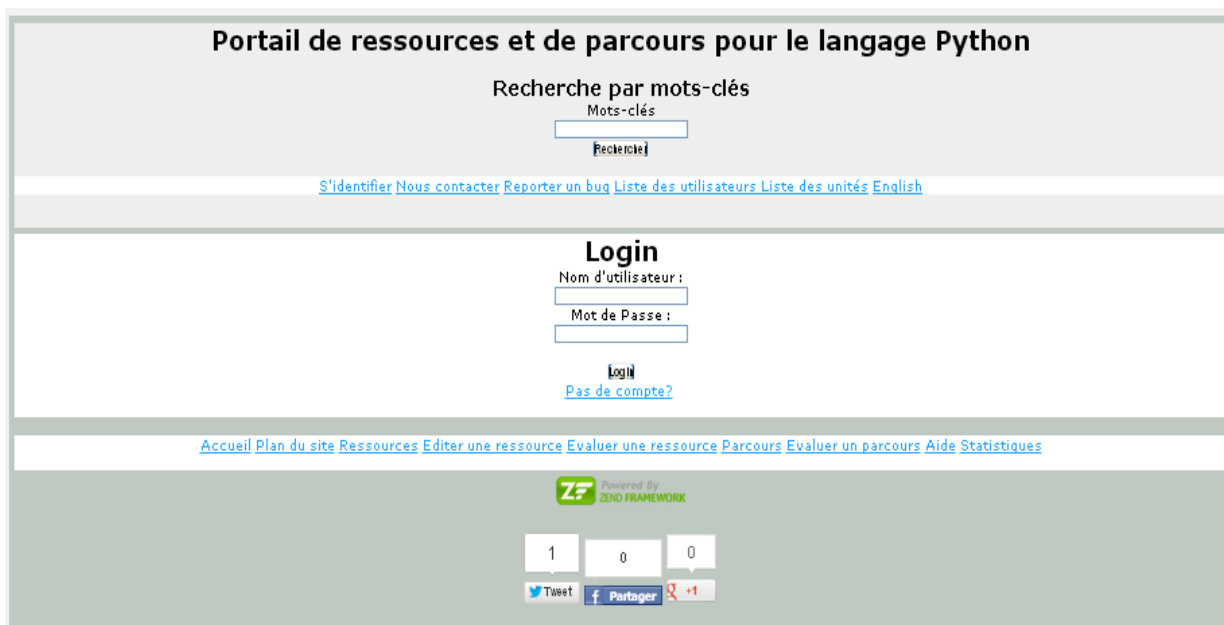 Portail de ressources et de parcours pour le langage Python
Recherche par mots-clés
Mots-clés
Rechercher
S'identifier Nous contacter Reporter un bug Liste des utilisateurs Liste des unités English
Login
Nom d'utilisateur :
Mot de Passe :
Login
Pas de compte?
Accueil Plan du site Ressources Editer une ressource Evaluer une ressource Parcours Evaluer un parcours Aide Statistiques
ZF Powered By
ZEND FRAMEWORK
1 0 0
Tweet f Partager g +1